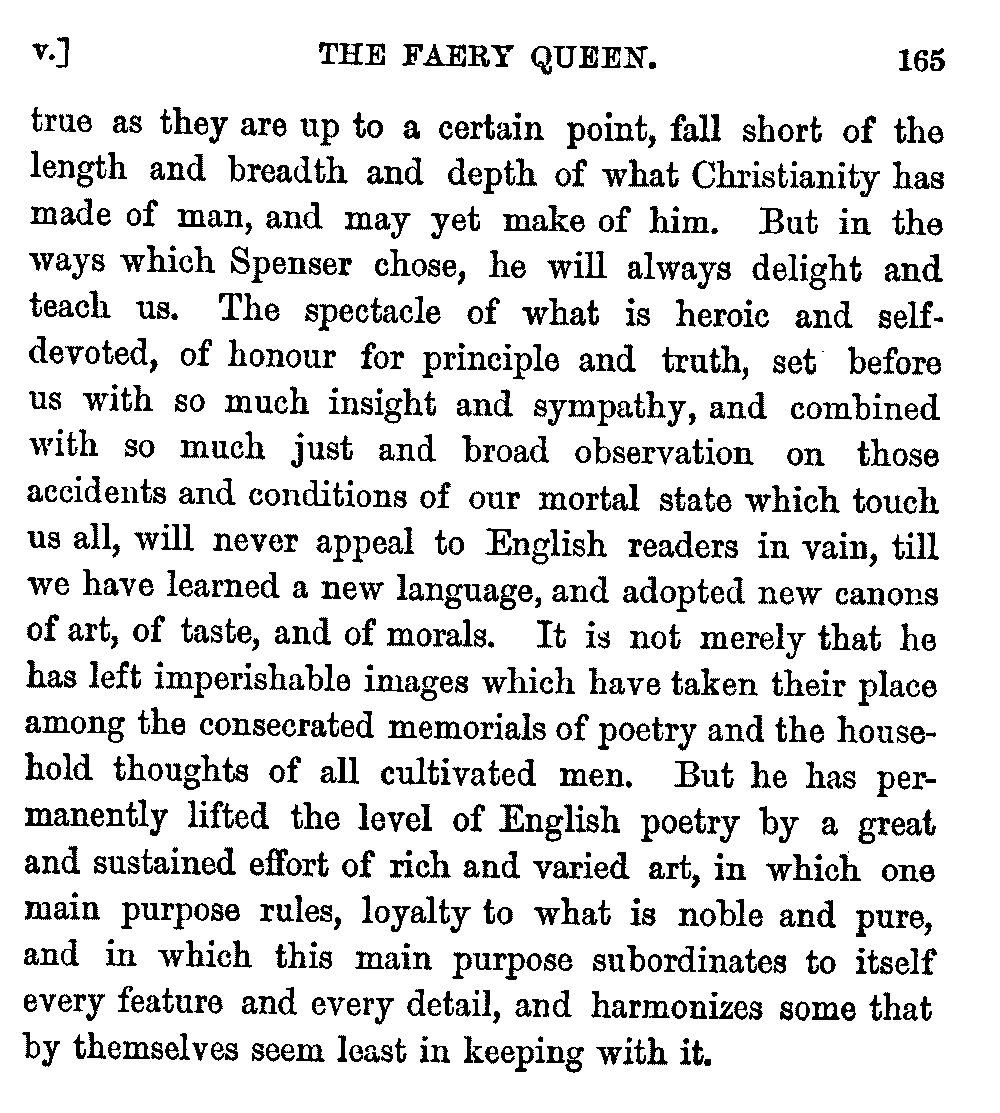 v.] THE FAERY QUEEN. 165
true as they are up to a certain point, fall short of the
length and breadth and depth of what Christianity has
made of man, and may yet make of him. But in the
ways which Spenser chose, he will always delight and
teach us. The spectacle of what is heroic and self-
devoted, of honour for principle and truth, set before
us with so much insight and sympathy, and combined
with so much just and broad observation on those
accidents and conditions of our mortal state which touch
us all, will never appeal to English readers in vain, till
we have learned a new language, and adopted new canons
of art, of taste, and of morals. It is not merely that he
has left imperishable images which have taken their place
among the consecrated memorials of poetry and the house-
hold thoughts of all cultivated men. But he has per-
manently lifted the level of English poetry by a great
and sustained effort of rich and varied art, in which one
main purpose rules, loyalty to what is noble and pure,
and in which this main purpose subordinates to itself
every feature and every detail, and harmonizes some that
by themselves seem least in keeping with it.